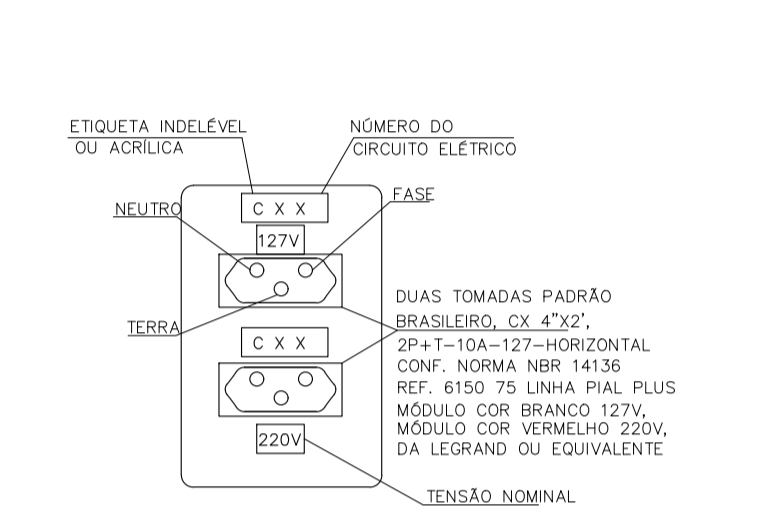 ETIQUETA INDELÉVEL
OU ACRÍLICA
NÚMERO DO
CIRCUITO ELÉTRICO
FASE
NEUTRO
C X X
127V
TERRA
C X X
220V
DUAS TOMADAS PADRÃO
BRASILEIRO, CX 4"X2',
2P+T-10A-127-HORIZONTAL
CONF. NORMA NBR 14136
REF. 6150 75 LINHA PIAL PLUS
MÓDULO COR BRANCO 127V,
MÓDULO COR VERMELHO 220V,
DA LEGRAND OU EQUIVALENTE
TENSÃO NOMINAL